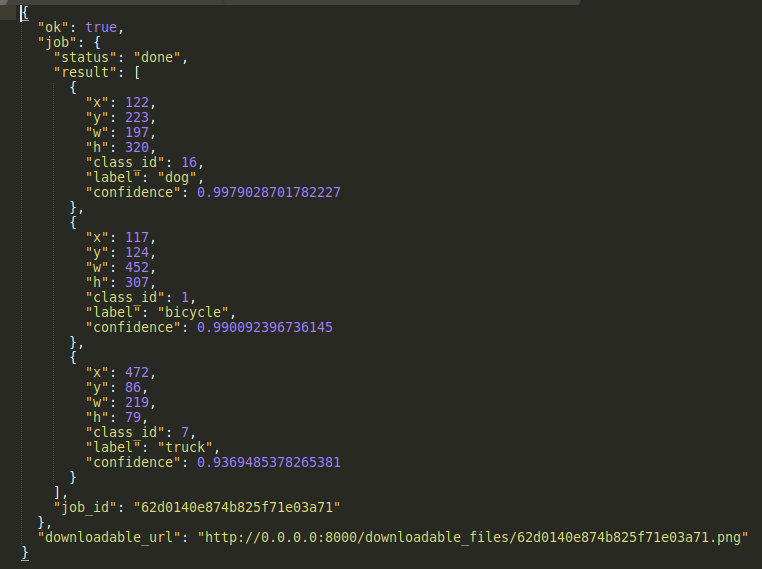 {
"ok": true,
"job": {
"status": "done",
"result": [
{
"x": 122,
"y": 223,
"w": 197,
"h": 320,
"class_id": 16,
"label": "dog",
"confidence": 0.9979028701782227
},
{
"x": 117,
"y": 124,
"w": 452,
"h": 307,
"class_id": 1,
"label": "bicycle",
"confidence": 0.990092396736145
},
{
"x": 472,
"y": 86,
"w": 219,
"h": 79,
"class_id": 7,
"label": "truck",
"confidence": 0.9369485378265381
}
],
"job_id": "62d0140e874b825f71e03a71"
},
"downloadable_url": "http://0.0.0.0:8000/downloadable_files/62d0140e874b825f71e03a71.png"
}